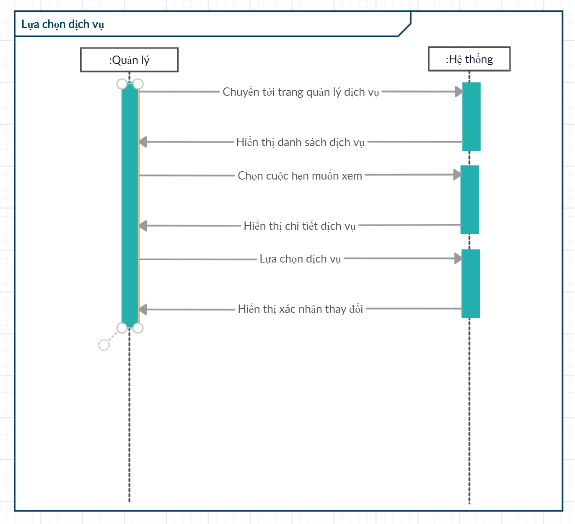 Lựa chọn dịch vụ
:Quản lý
:Hệ thống
Chuyển tới trang quản lý dịch vụ
Hiển thị danh sách dịch vụ
Chọn cuộc hẹn muốn xem
Hiển thị chi tiết dịch vụ
Lựa chọn dịch vụ
Hiển thị xác nhận thay đổi